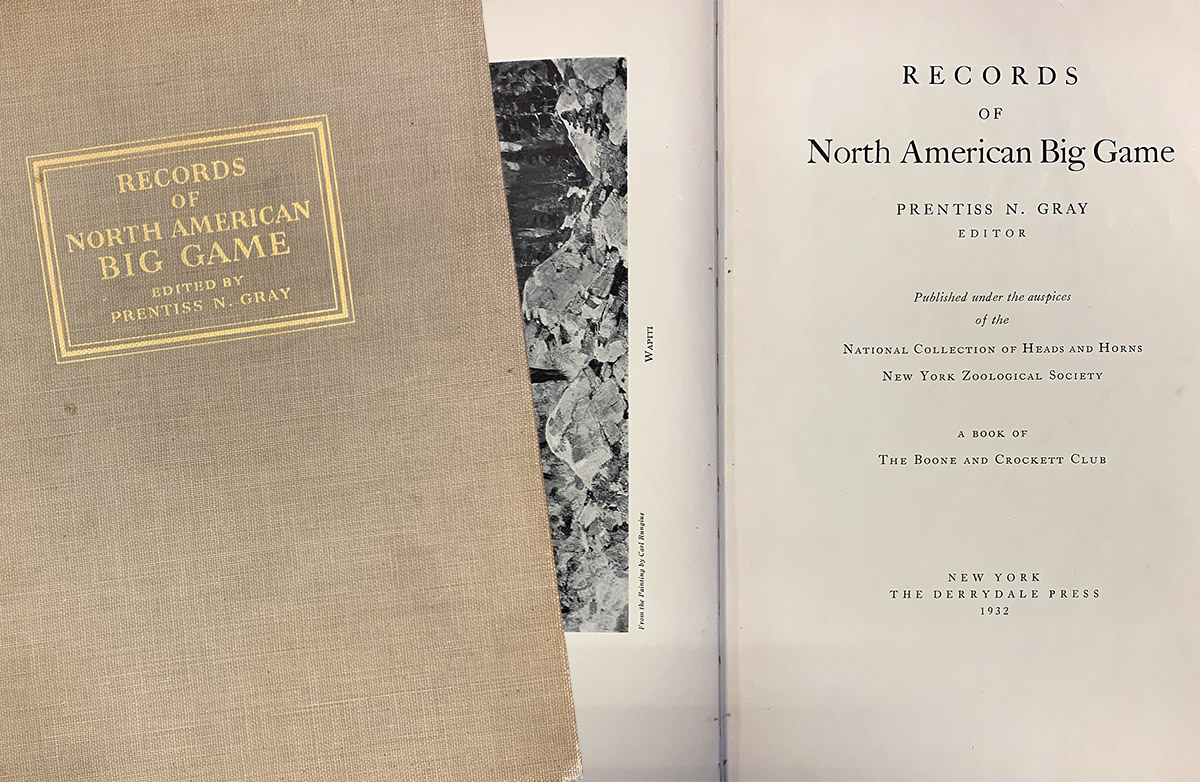 RECORDS
OF
NORTH AMERICAN
BIG GAME
EDITED BY
PRENTISS N. GRAY
WAPITI
From the Painting by Carl Rungius
RECORDS
OF
North American Big Game
PRENTISS N. GRAY
EDITOR
Published under the auspices
of the
NATIONAL COLLECTION OF HEADS AND HORNS
NEW YORK ZOOLOGICAL SOCIETY
A BOOK OF
THE BOONE AND CROCKETT CLUB
NEW YORK
THE DERRYDALE PRESS
1932